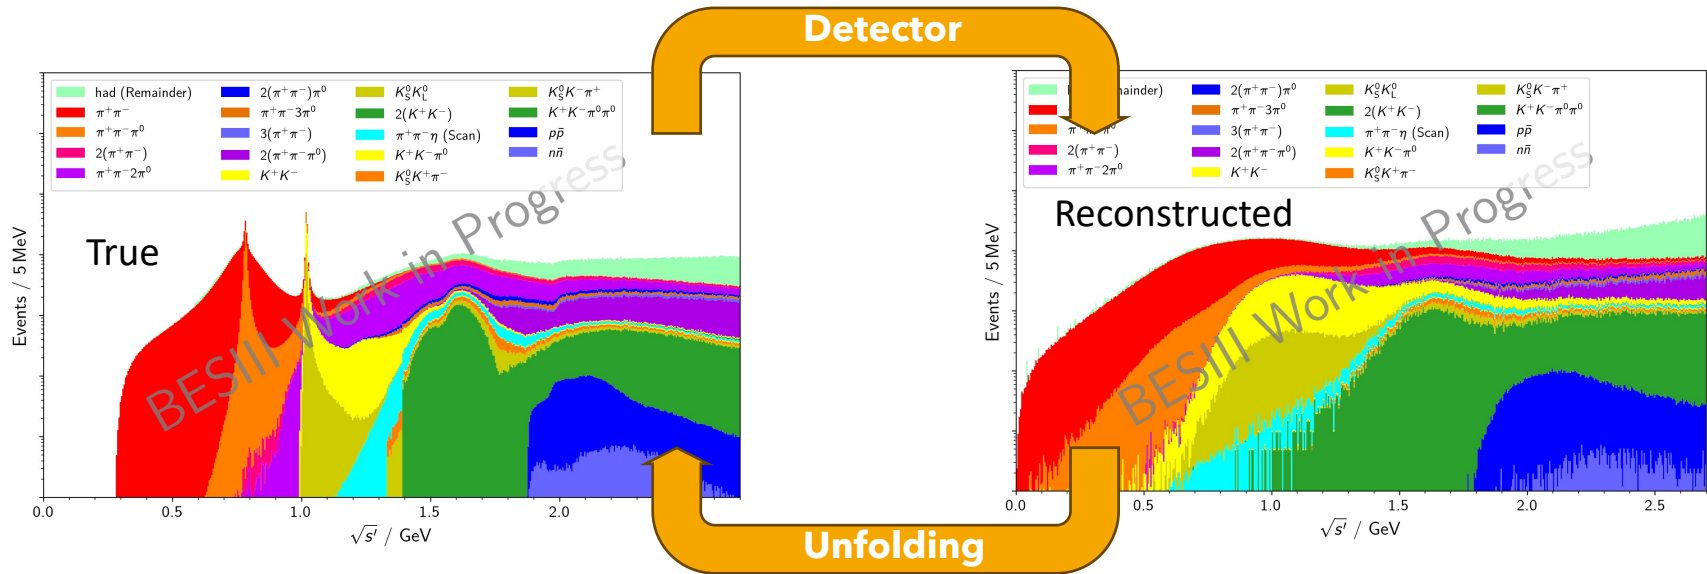 Detector
had (Remainder)
π⁺π⁻
π⁺π⁻π⁰
2(π⁺π⁻)
π⁺π⁻2π⁰
2(π⁺π⁻)π⁰
π⁺π⁻3π⁰
3(π⁺π⁻)
2(π⁺π⁻π⁰)
K⁺K⁻
K⁰_S K⁰_L
2(K⁺K⁻)
π⁺π⁻η (Scan)
K⁺K⁻π⁰
K⁰_S K⁺π⁻
K⁰_S K⁻π⁺
K⁺K⁻π⁰π⁰
pp̄
nn̄
True
BESIII Work in Progress
Events / 5 MeV
0.0 0.5 1.0 1.5 2.0
√s′ / GeV
had ainder)
π⁺π⁻π⁰
2(π⁺π⁻)
π⁺π⁻2π⁰
2(π⁺π⁻)π⁰
π⁺π⁻3π⁰
3(π⁺π⁻)
2(π⁺π⁻π⁰)
K⁺K⁻
K⁰_S K⁰_L
2(K⁺K⁻)
π⁺π⁻η (Scan)
K⁺K⁻π⁰
K⁰_S K⁺π⁻
K⁰_S K⁻π⁺
K⁺K⁻π⁰π⁰
pp̄
nn̄
Reconstructed
BESIII Work in Progress
Events / 5 MeV
0.0 0.5 1.0 1.5 2.0 2.5
√s′ / GeV
Unfolding